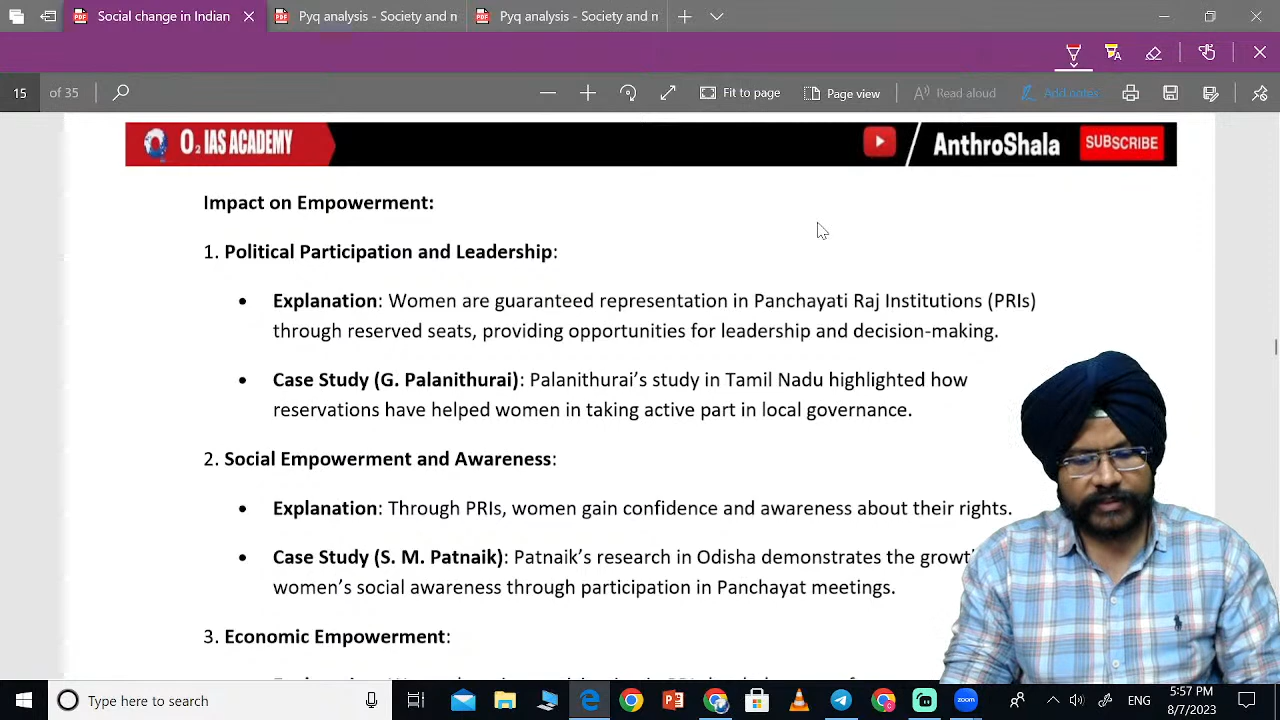 Social change in Indian
Pyq analysis - Society and n
Pyq analysis - Society and n
15 of 35
Fit to page
Page view
Read aloud
Add notes
O2 IAS ACADEMY
AnthroShala
SUBSCRIBE
Impact on Empowerment:
1. Political Participation and Leadership:
• Explanation: Women are guaranteed representation in Panchayati Raj Institutions (PRIs)
through reserved seats, providing opportunities for leadership and decision-making.
• Case Study (G. Palanithurai): Palanithurai’s study in Tamil Nadu highlighted how
reservations have helped women in taking active part in local governance.
2. Social Empowerment and Awareness:
• Explanation: Through PRIs, women gain confidence and awareness about their rights.
• Case Study (S. M. Patnaik): Patnaik’s research in Odisha demonstrates the
women’s social awareness through participation in Panchayat meetings.
3. Economic Empowerment:
Type here to search
zoom
ENG
5:57 PM
8/7/2023